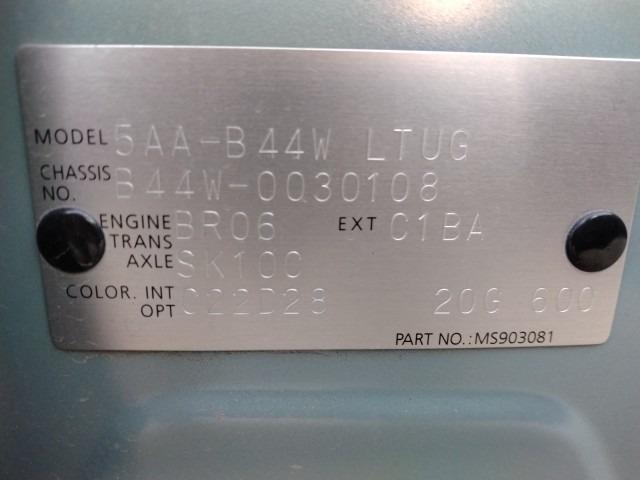 MODEL 5AA-B44W LTUG
CHASSIS NO. B44W-0030108
ENGINE BR06 EXT C1BA
TRANS AXLE SK10C
COLOR. INT OPT C22D28 20G 600
PART NO.:MS903081